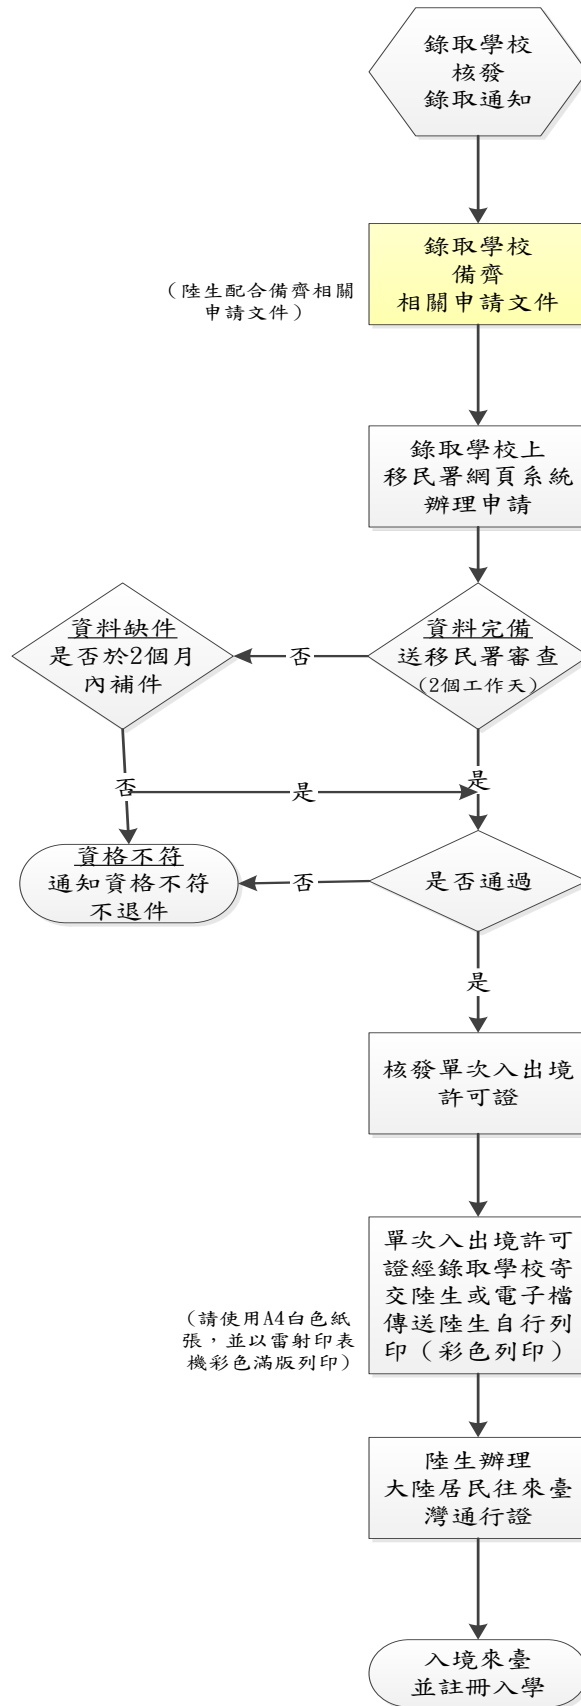 錄取學校
核發
錄取通知
錄取學校
備齊
相關申請文件
（陸生配合備齊相關
申請文件）
錄取學校上
移民署網頁系統
辦理申請
資料完備
送移民署審查
(2個工作天)
否
資料缺件
是否於2個月
內補件
否
是
是
是否通過
否
資格不符
通知資格不符
不退件
是
核發單次入出境
許可證
單次入出境許可
證經錄取學校寄
交陸生或電子檔
傳送陸生自行列
印（彩色列印）
(請使用A4白色紙
張，並以雷射印表
機彩色滿版列印)
陸生辦理
大陸居民往來臺
灣通行證
入境來臺
並註冊入學